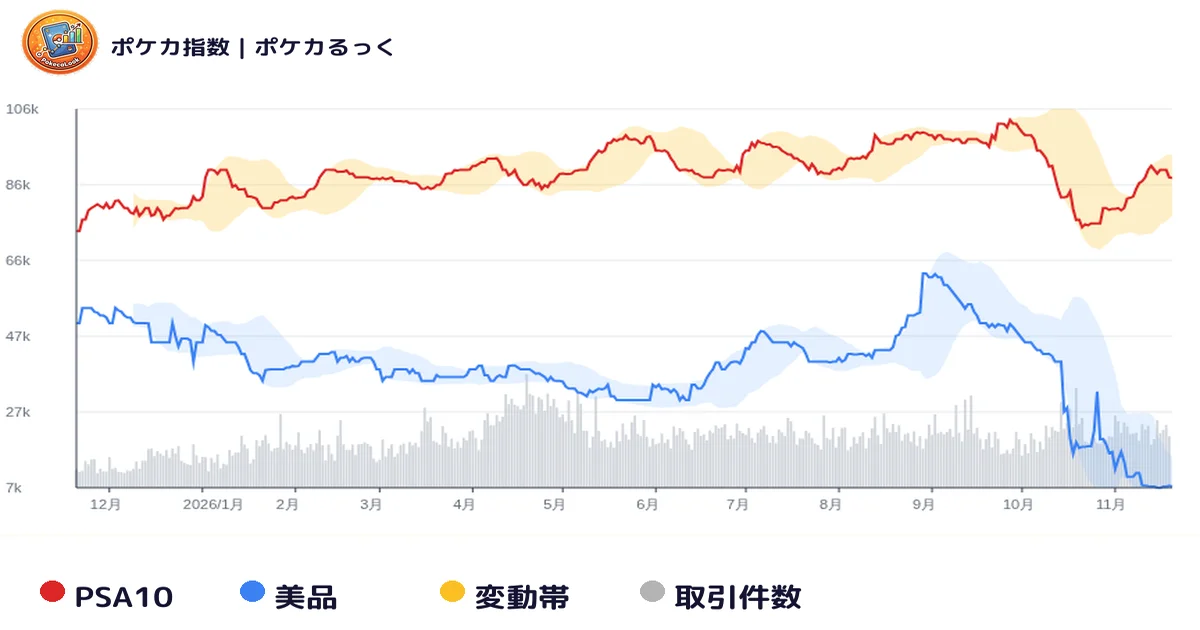 PokecaLook
ポケカ指数 | ポケカるっく
106k
86k
66k
47k
27k
7k
12月 2026/1月 2月 3月 4月 5月 6月 7月 8月 9月 10月 11月
PSA10 美品 変動帯 取引件数